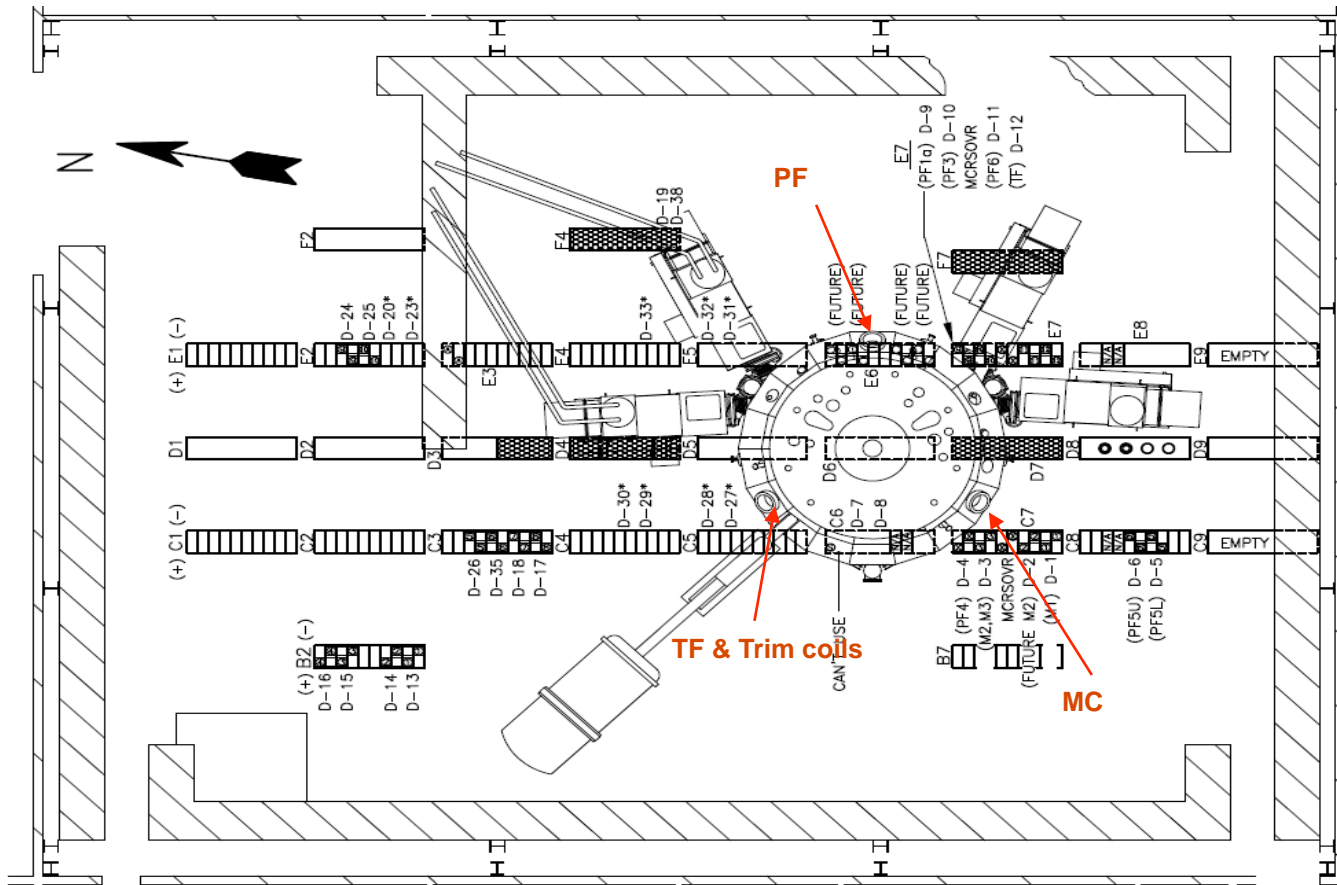 N
PF
E7
(PF1a) D-9
(PF3) D-10
MCRSOVR
(PF6) D-11
(TF) D-12
F2
F4
D-19
D-38
F7
(FUTURE)
(FUTURE)
(FUTURE)
(FUTURE)
(+) E1 (-)
E2
D-24
D-25
D-20*
D-23*
E3
E4
D-33*
E5
D-32*
D-31*
E6
E7
E8
N/A
N/A
E9
EMPTY
D1
D2
D3
D4
D5
D6
D7
D8
D9
(+) C1 (-)
C2
C3
D-26
D-35
D-18
D-17
C4
D-30*
D-29*
C5
D-28*
D-27*
C6
D-7
D-8
N/A
N/A
CAN'T USE
C7
(PF4) D-4
(M2,M3) D-3
MCRSOVR
(FUTURE M2) D-2
(M1) D-1
C8
N/A
N/A
(PF5U) D-6
(PF5L) D-5
C9
EMPTY
TF & Trim coils
MC
(+) B2 (-)
D-16
D-15
D-14
D-13
B7